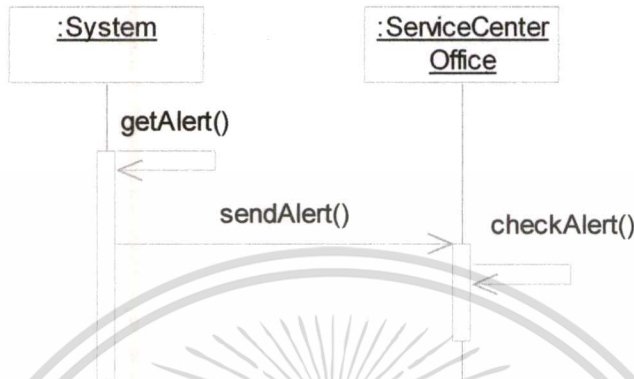 :System
:ServiceCenter
Office
getAlert()
sendAlert()
checkAlert()